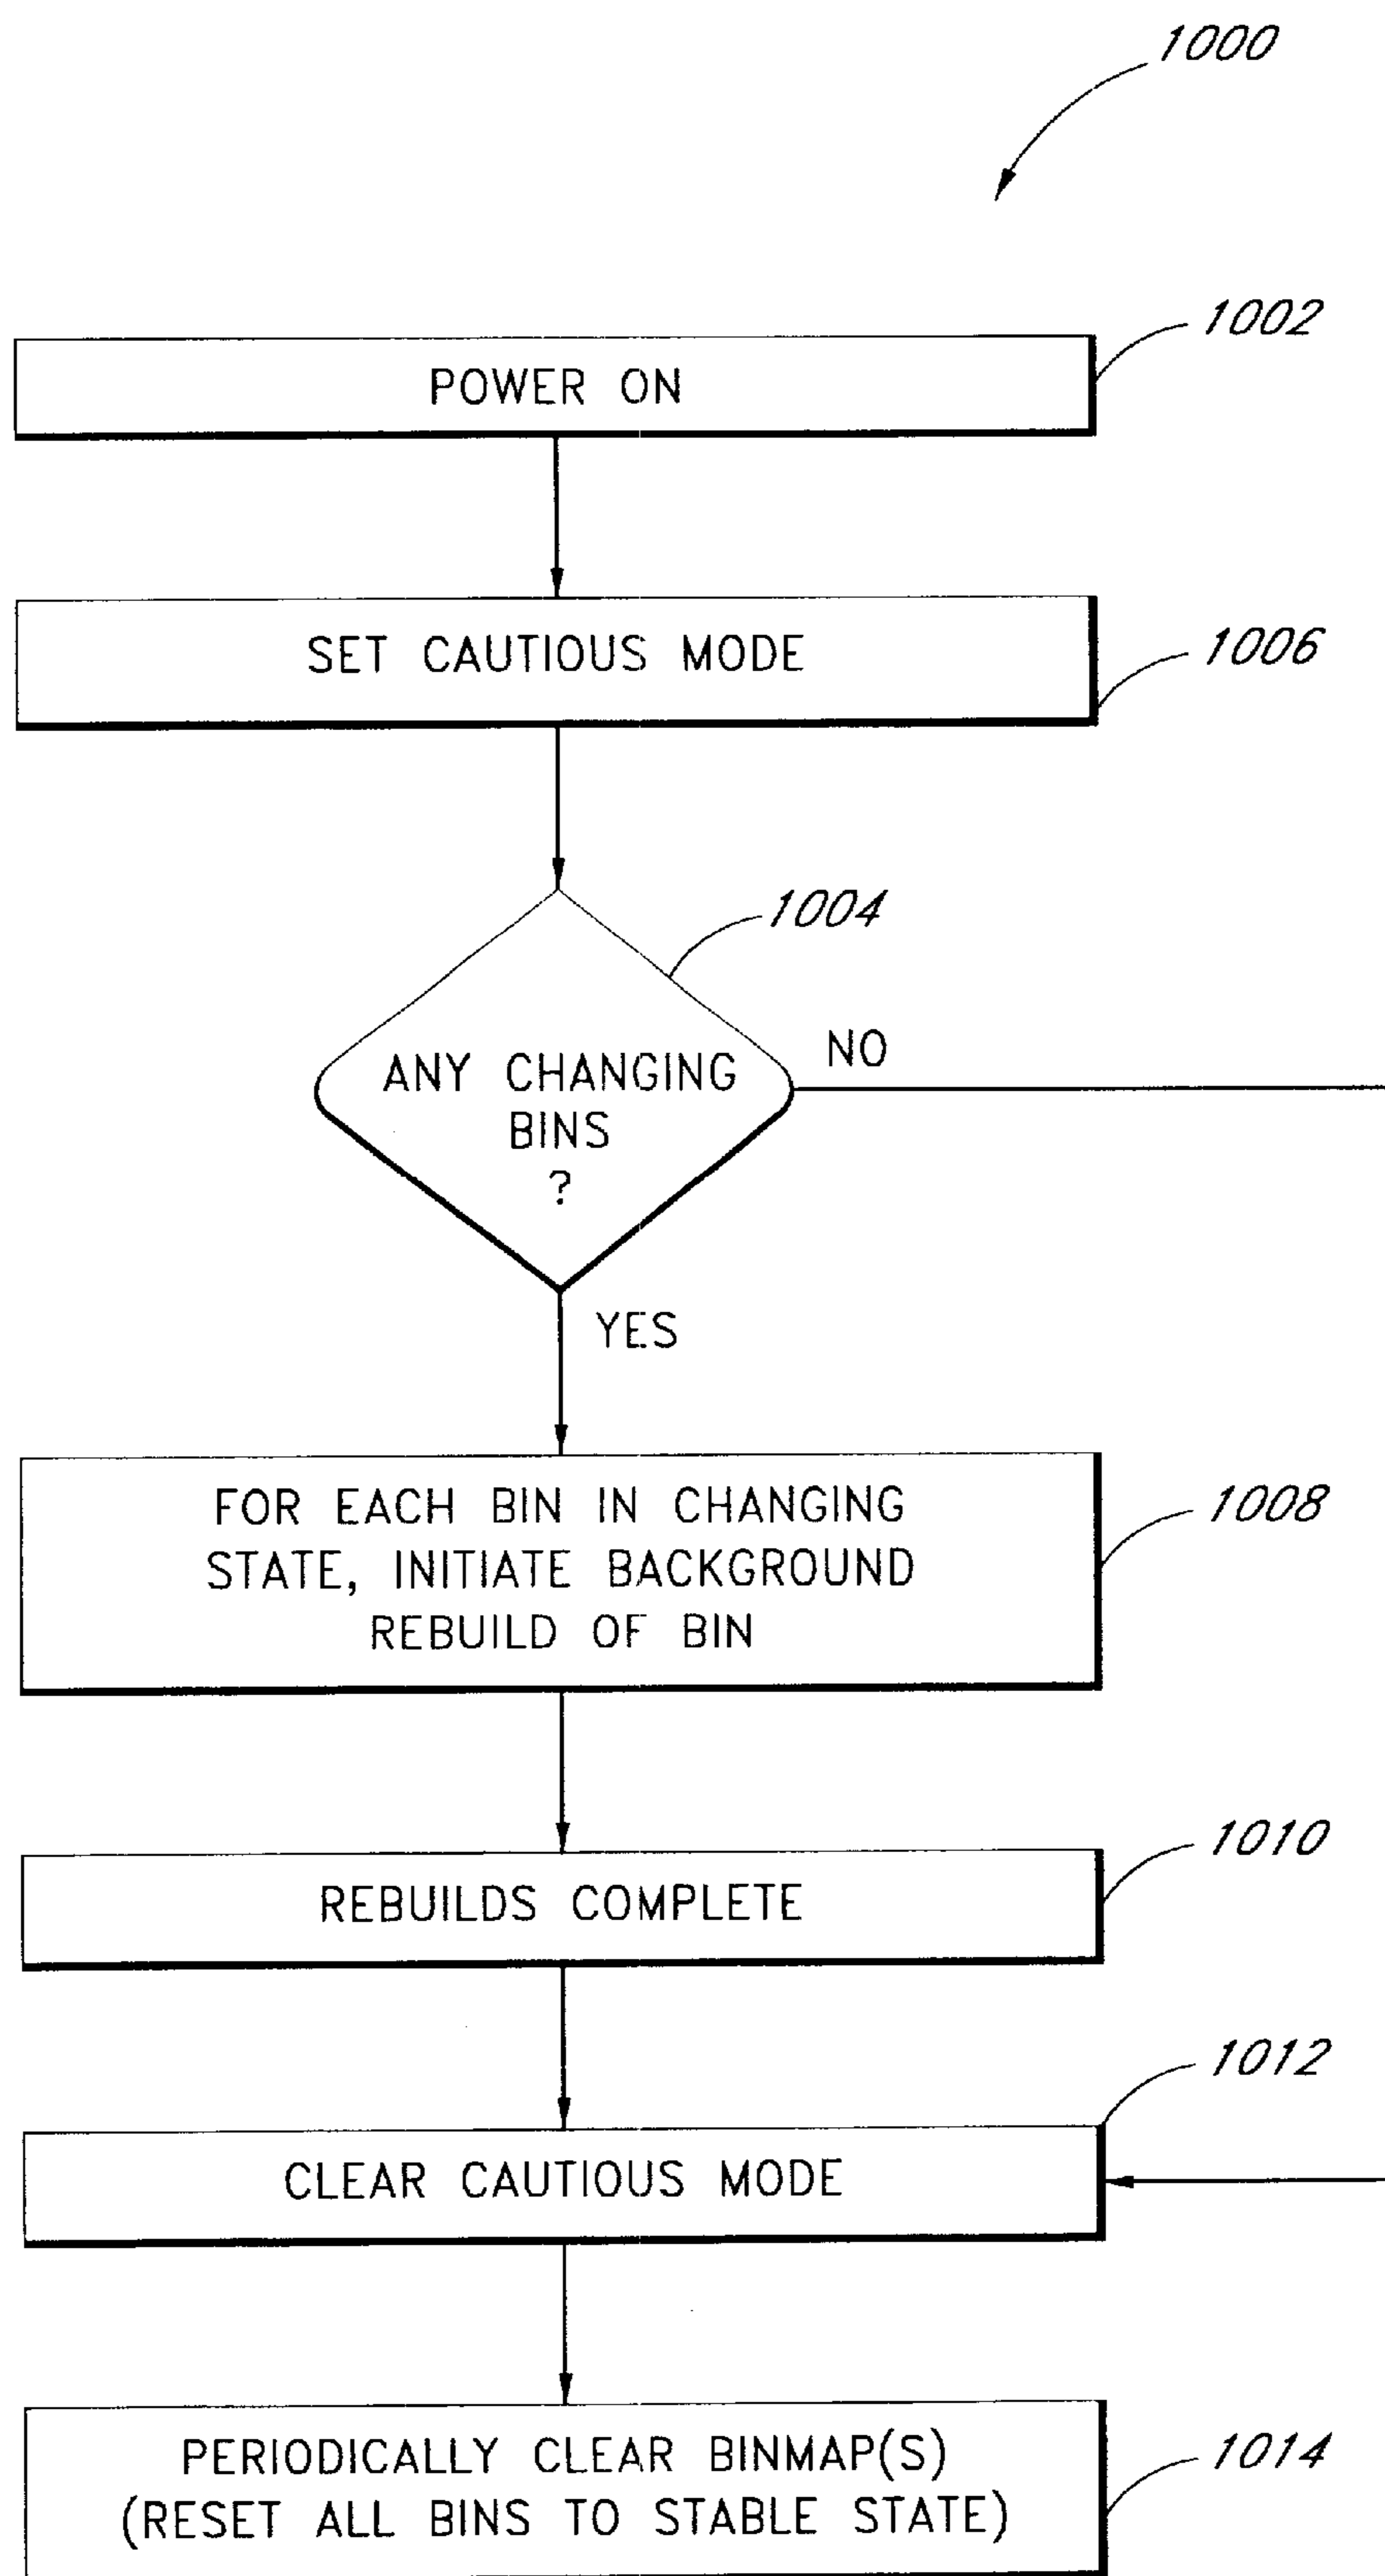 1000
1002
POWER ON
SET CAUTIOUS MODE
1006
1004
ANY CHANGING
BINS
?
NO
YES
FOR EACH BIN IN CHANGING
STATE, INITIATE BACKGROUND
REBUILD OF BIN
1008
1010
REBUILDS COMPLETE
1012
CLEAR CAUTIOUS MODE
PERIODICALLY CLEAR BINMAP(S)
(RESET ALL BINS TO STABLE STATE)
1014